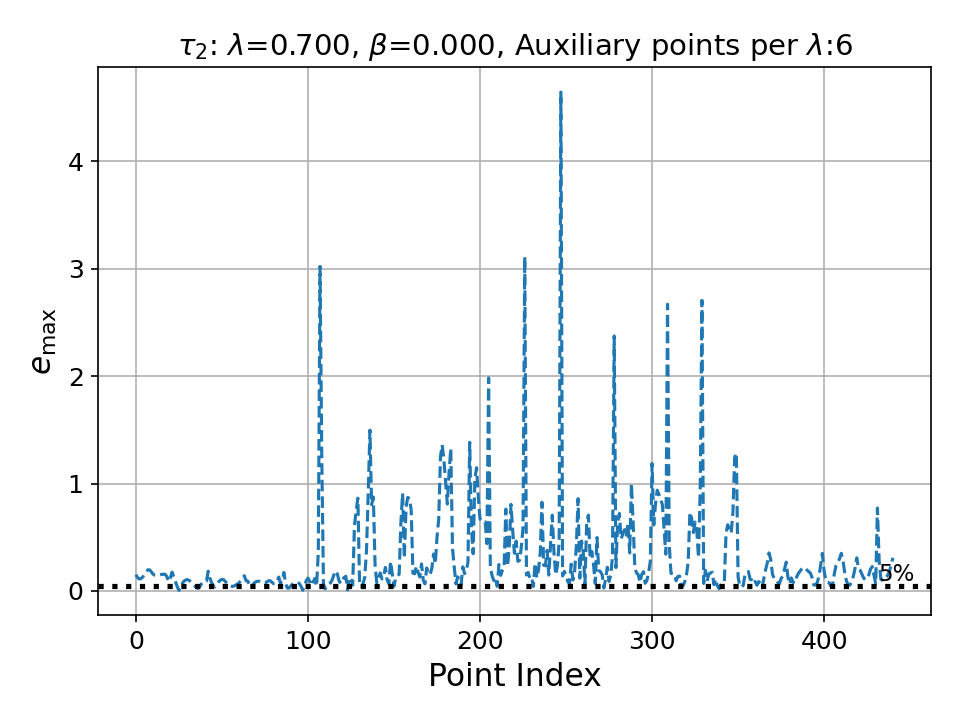 τ₂: λ=0.700, β=0.000, Auxiliary points per λ:6
4
3
2
1
0
e_max
5%
0 100 200 300 400
Point Index